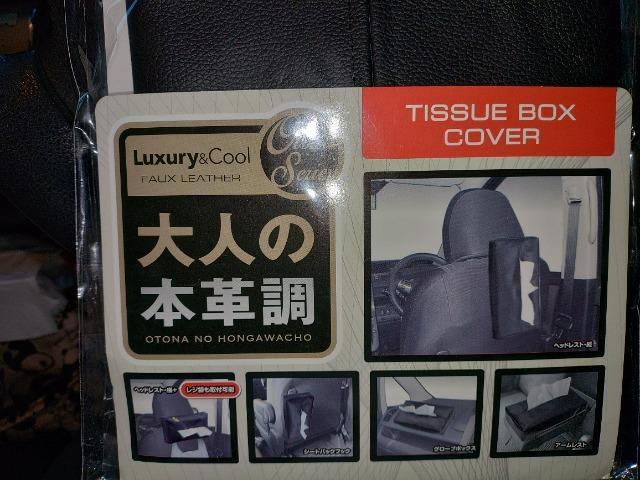 TISSUE BOX
COVER
Luxury&Cool
FAUX LEATHER
Series
大人の
本革調
OTONA NO HONGAWACHO
ヘッドレスト-縦
ヘッドレスト-横+
レジ袋も取付可能
シートバックフック
グローブボックス
アームレスト